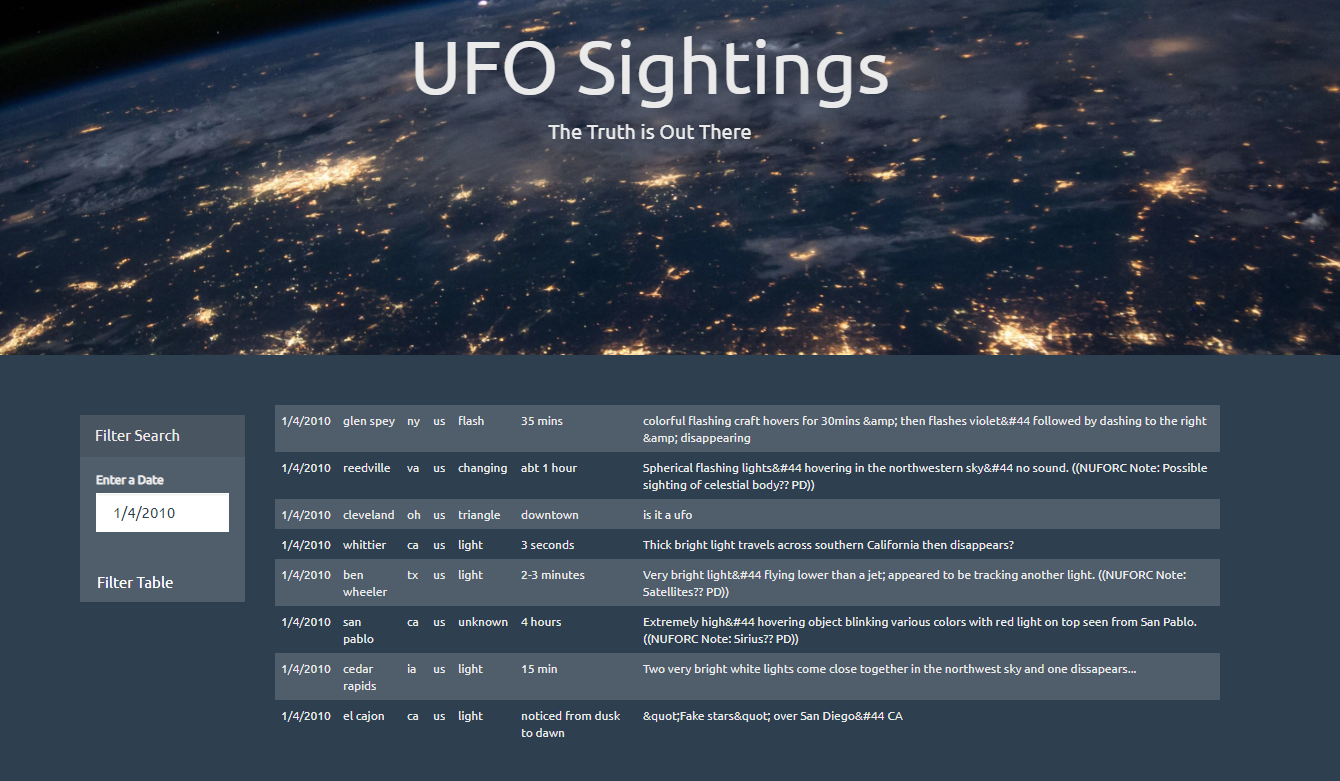 UFO Sightings
The Truth is Out There
Filter Search
Enter a Date
1/4/2010
Filter Table
1/4/2010 glen spey ny us flash 35 mins colorful flashing craft hovers for 30mins &amp; then flashes violet&#44 followed by dashing to the right
&amp; disappearing
1/4/2010 reedville va us changing abt 1 hour Spherical flashing lights&#44 hovering in the northwestern sky&#44 no sound. ((NUFORC Note: Possible
sighting of celestial body?? PD))
1/4/2010 cleveland oh us triangle downtown is it a ufo
1/4/2010 whittier ca us light 3 seconds Thick bright light travels across southern California then disappears?
1/4/2010 ben tx us light 2-3 minutes Very bright light&#44 flying lower than a jet; appeared to be tracking another light. ((NUFORC Note:
wheeler Satellites?? PD))
1/4/2010 san ca us unknown 4 hours Extremely high&#44 hovering object blinking various colors with red light on top seen from San Pablo.
pablo ((NUFORC Note: Sirius?? PD))
1/4/2010 cedar ia us light 15 min Two very bright white lights come close together in the northwest sky and one dissapears...
rapids
1/4/2010 el cajon ca us light noticed from dusk &quot;Fake stars&quot; over San Diego&#44 CA
to dawn